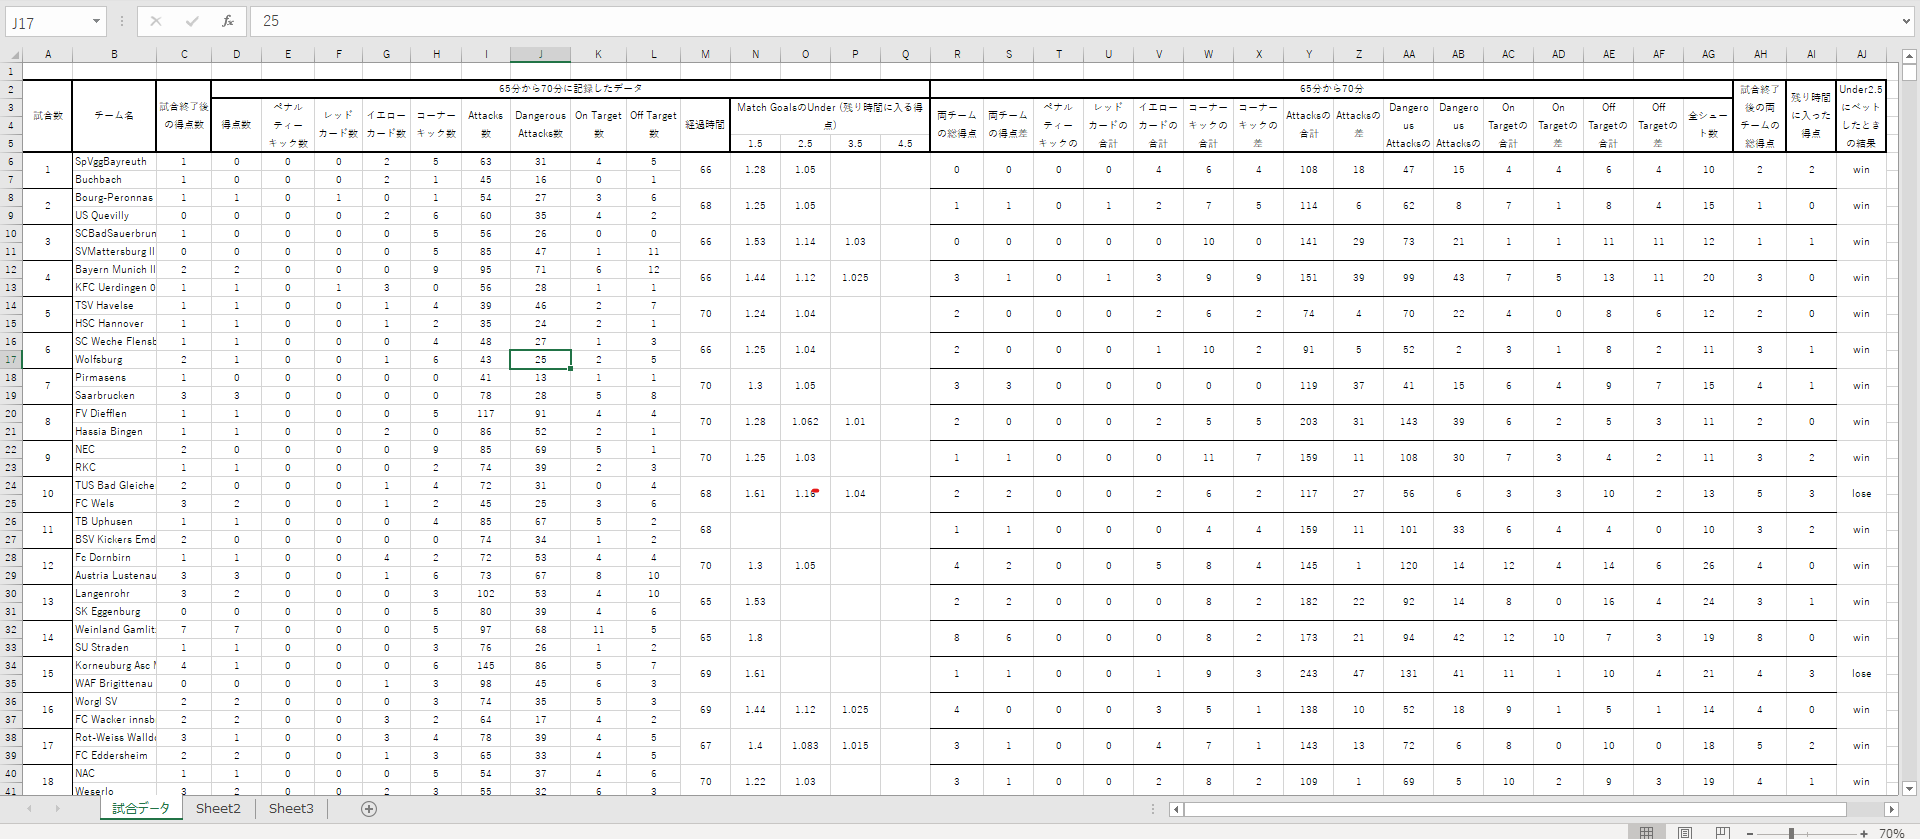 J17 fx 25
A B C D E F G H I J K L M N O P Q R S T U V W X Y Z AA AB AC AD AE AF AG AH AI AJ
1
2 試合数 チーム名 試合終了後の得点数 65分から70分に記録したデータ 65分から70分 試合終了後の両チームの総得点 残り時間に入った得点 Under2.5にベットしたときの結果
3 得点数 ペナルティーキック数 レッドカード数 イエローカード数 コーナーキック数 Attacks数 Dangerous Attacks数 On Target数 Off Target数 経過時間 Match GoalsのUnder (残り時間に入る得点) 両チームの総得点 両チームの得点差 ペナルティーキックの レッドカードの合計 イエローカードの合計 コーナーキックの合計 コーナーキックの差 Attacksの合計 Attacksの差 Dangerous Attacksの Dangerous Attacksの On Targetの合計 On Targetの差 Off Targetの合計 Off Targetの差 全シュート数
4
5 1.5 2.5 3.5 4.5
6 1 SpVggBayreuth 1 0 0 0 2 5 63 31 4 5 66 1.28 1.05 0 0 0 0 4 6 4 108 18 47 15 4 4 6 4 10 2 2 win
7 Buchbach 1 0 0 0 2 1 45 16 0 1
8 2 Bourg-Peronnas 1 1 0 1 0 1 54 27 3 6 68 1.25 1.05 1 1 0 1 2 7 5 114 6 62 8 7 1 8 4 15 1 0 win
9 US Quevilly 0 0 0 0 2 6 60 35 4 2
10 3 SCBadSauerbrun 1 0 0 0 0 5 56 26 0 0 66 1.53 1.14 1.03 0 0 0 0 0 10 0 141 29 73 21 1 1 11 11 12 1 1 win
11 SVMattersburg II 0 0 0 0 0 5 85 47 1 11
12 4 Bayern Munich II 2 2 0 0 0 9 95 71 6 12 66 1.44 1.12 1.025 3 1 0 1 3 9 9 151 39 99 43 7 5 13 11 20 3 0 win
13 KFC Uerdingen 0 1 1 0 1 3 0 56 28 1 1
14 5 TSV Havelse 1 1 0 0 1 4 39 46 2 7 70 1.24 1.04 2 0 0 0 2 6 2 74 4 70 22 4 0 8 6 12 2 0 win
15 HSC Hannover 1 1 0 0 1 2 35 24 2 1
16 6 SC Weche Flensb 1 1 0 0 0 4 48 27 1 3 66 1.25 1.04 2 0 0 0 1 10 2 91 5 52 2 3 1 8 2 11 3 1 win
17 Wolfsburg 2 1 0 0 1 6 43 25 2 5
18 7 Pirmasens 1 0 0 0 0 0 41 13 1 1 70 1.3 1.05 3 3 0 0 0 0 0 119 37 41 15 6 4 9 7 15 4 1 win
19 Saarbrucken 3 3 0 0 0 0 78 28 5 8
20 8 FV Diefflen 1 1 0 0 0 5 117 91 4 4 70 1.28 1.062 1.01 2 0 0 0 2 5 5 203 31 143 39 6 2 5 3 11 2 0 win
21 Hassia Bingen 1 1 0 0 2 0 86 52 2 1
22 9 NEC 2 0 0 0 0 9 85 69 5 1 70 1.25 1.03 1 1 0 0 0 11 7 159 11 108 30 7 3 4 2 11 3 2 win
23 RKC 1 1 0 0 0 2 74 39 2 3
24 10 TUS Bad Gleiche 2 0 0 0 1 4 72 31 0 4 68 1.61 1.16 1.04 2 2 0 0 2 6 2 117 27 56 6 3 3 10 2 13 5 3 lose
25 FC Wels 3 2 0 0 1 2 45 25 3 6
26 11 TB Uphusen 1 1 0 0 0 4 85 67 5 2 68 1 1 0 0 0 4 4 159 11 101 33 6 4 4 0 10 3 2 win
27 BSV Kickers Emd 2 0 0 0 0 0 74 34 1 2
28 12 Fc Dornbirn 1 1 0 0 4 2 72 53 4 4 70 1.3 1.05 4 2 0 0 5 8 4 145 1 120 14 12 4 14 6 26 4 0 win
29 Austria Lustenau 3 3 0 0 1 6 73 67 8 10
30 13 Langenrohr 3 2 0 0 0 3 102 53 4 10 65 1.53 2 2 0 0 0 8 2 182 22 92 14 8 0 16 4 24 3 1 win
31 SK Eggenburg 0 0 0 0 0 5 80 39 4 6
32 14 Weinland Gamlit 7 7 0 0 0 5 97 68 11 5 65 1.8 8 6 0 0 0 8 2 173 21 94 42 12 10 7 3 19 8 0 win
33 SU Straden 1 1 0 0 0 3 76 26 1 2
34 15 Korneuburg Asc 4 1 0 0 0 6 145 86 5 7 69 1.61 1 1 0 0 1 9 3 243 47 131 41 11 1 10 4 21 4 3 lose
35 WAF Brigittenau 0 0 0 0 1 3 98 45 6 3
36 16 Worgl SV 2 2 0 0 0 3 74 35 5 3 69 1.44 1.12 1.025 4 0 0 0 3 5 1 138 10 52 18 9 1 5 1 14 4 0 win
37 FC Wacker innsb 2 2 0 0 3 2 64 17 4 2
38 17 Rot-Weiss Walld 3 1 0 0 3 4 78 39 4 5 67 1.4 1.083 1.015 3 1 0 0 4 7 1 143 13 72 6 8 0 10 0 18 5 2 win
39 FC Eddersheim 2 2 0 0 1 3 65 33 4 5
40 18 NAC 1 1 0 0 0 5 54 37 4 6 70 1.22 1.03 3 1 0 0 2 8 2 109 1 69 5 10 2 9 3 19 4 1 win
41 Weserlo 3 2 0 0 2 3 55 32 6 3
試合データ Sheet2 Sheet3
70%